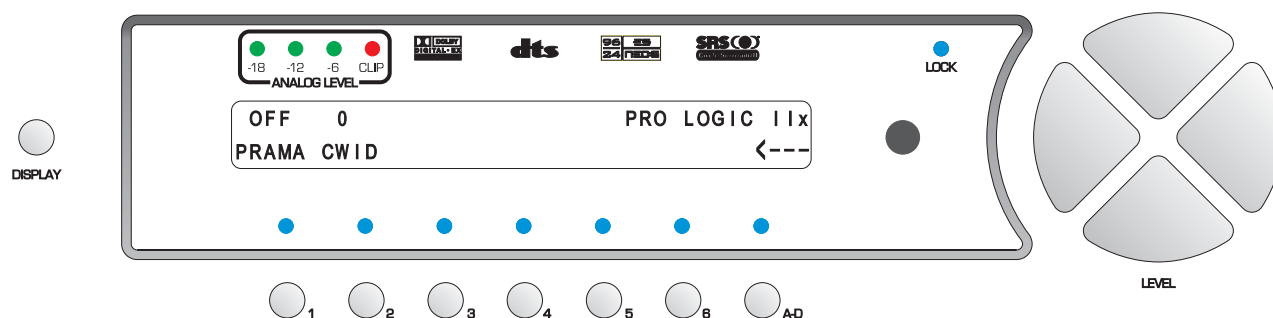 -18 -12 -6 CLIP
ANALOG LEVEL
DOLBY
DIGITAL·EX
dts
96
24
SRS
LOCK
OFF 0 PRO LOGIC IIx
PRAMA CWID <---
DISPLAY
1 2 3 4 5 6 A-D
LEVEL